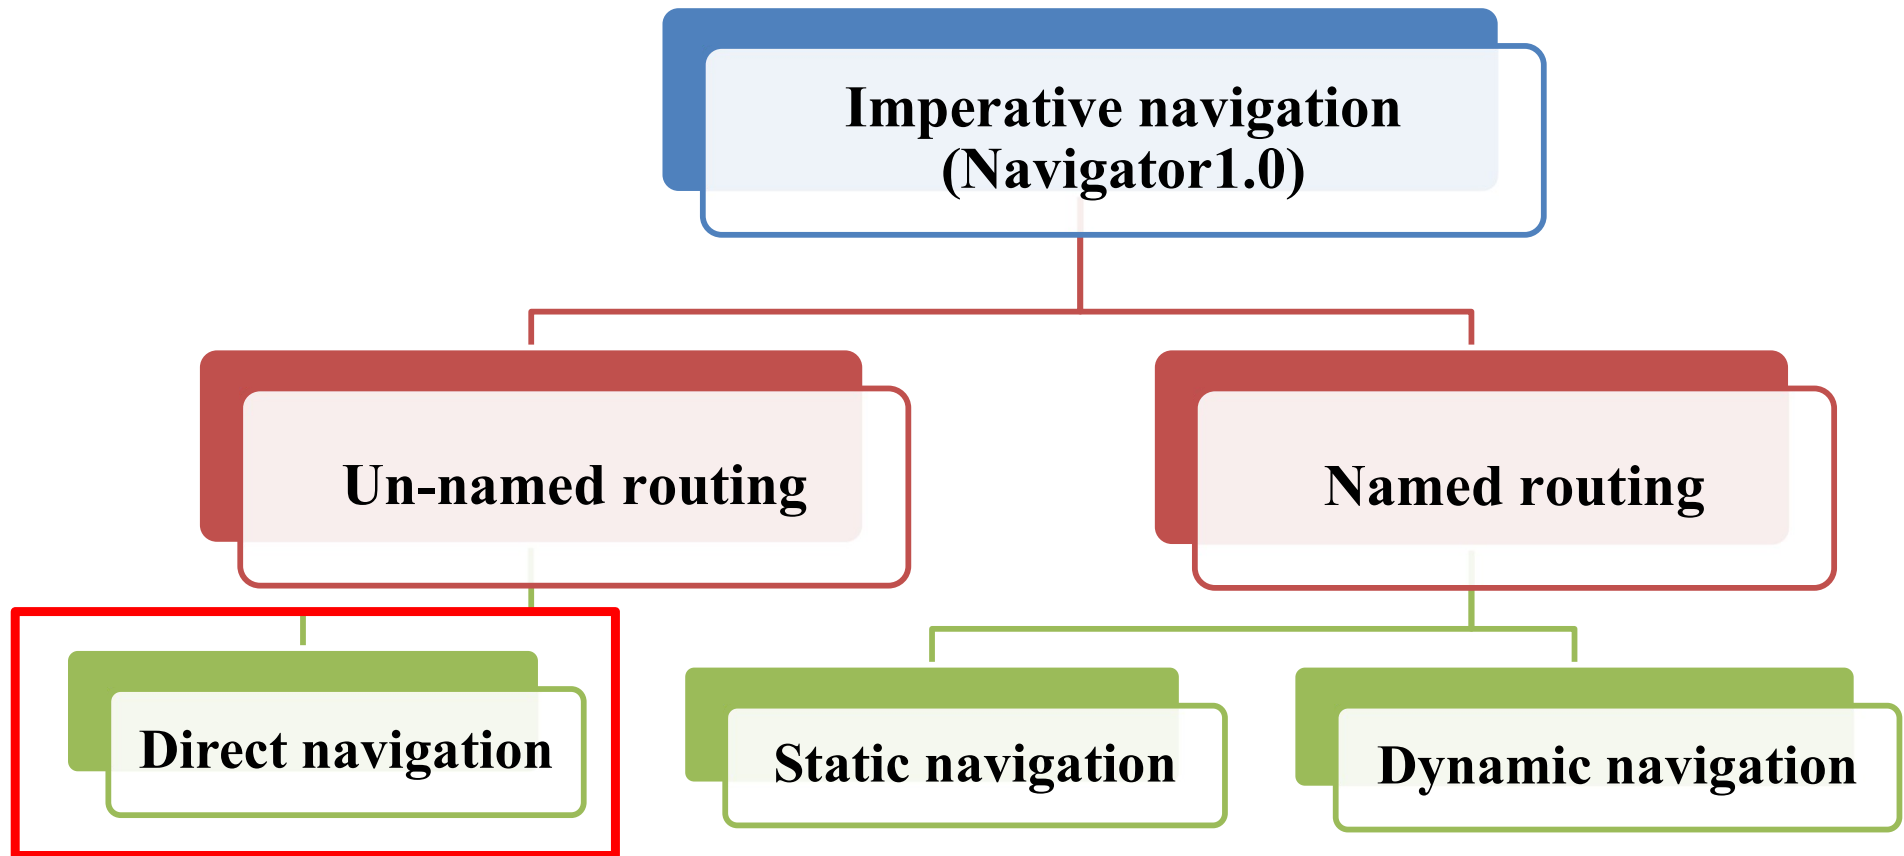 Imperative navigation
(Navigator1.0)
Un-named routing
Named routing
Direct navigation
Static navigation
Dynamic navigation